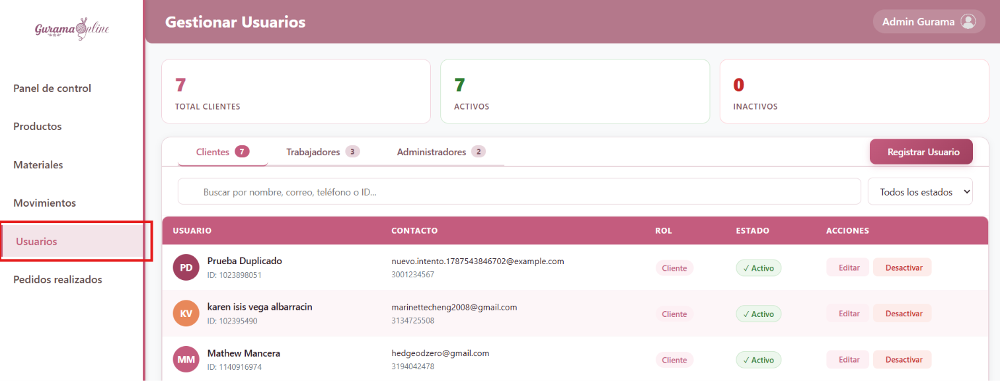 Gurama Online
Gestionar Usuarios
Admin Gurama
Panel de control
Productos
Materiales
Movimientos
Usuarios
Pedidos realizados
7
TOTAL CLIENTES
7
ACTIVOS
0
INACTIVOS
Clientes 7 Trabajadores 3 Administradores 2 Registrar Usuario
Buscar por nombre, correo, teléfono o ID... Todos los estados
USUARIO CONTACTO ROL ESTADO ACCIONES
PD Prueba Duplicado nuevo.intento.1787543846702@example.com Cliente ✓ Activo Editar Desactivar
ID: 1023898051 3001234567
KV karen isis vega albarracin marinettecheng2008@gmail.com Cliente ✓ Activo Editar Desactivar
ID: 102395490 3134725508
MM Mathew Mancera hedgeodzero@gmail.com Cliente ✓ Activo Editar Desactivar
ID: 1140916974 3194042478